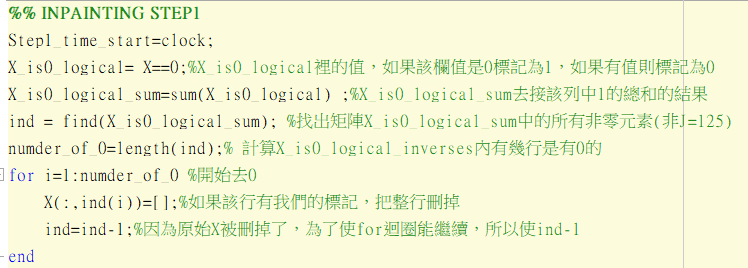 %% INPAINTING STEP1
Step1_time_start=clock;
X_is0_logical= X==0;%X_is0_logical裡的值，如果該欄值是0標記為1，如果有值則標記為0
X_is0_logical_sum=sum(X_is0_logical) ;%X_is0_logical_sum去接該列中1的總和的結果
ind = find(X_is0_logical_sum); %找出矩陣X_is0_logical_sum中的所有非零元素(非J=125)
numder_of_0=length(ind);% 計算X_is0_logical_inverses內有幾行是有0的
for i=1:numder_of_0 %開始去0
X(:,ind(i))=[];%如果該行有我們的標記，把整行刪掉
ind=ind-1;%因為原始X被刪掉了，為了使for迴圈能繼續，所以使ind-1
end